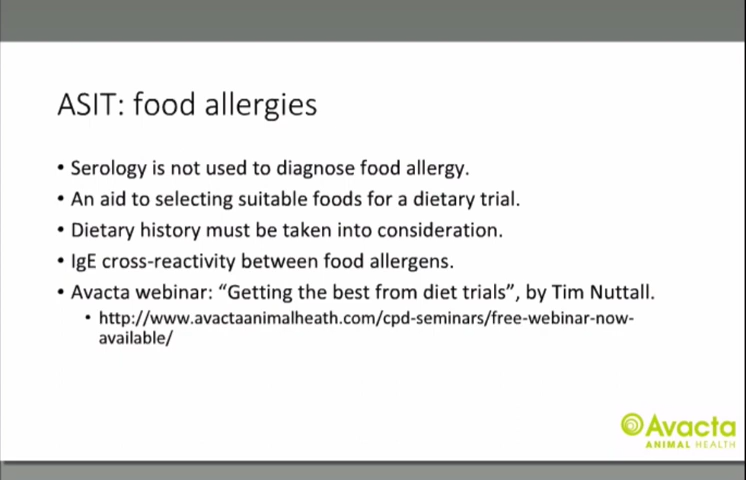 ASIT: food allergies
• Serology is not used to diagnose food allergy.
• An aid to selecting suitable foods for a dietary trial.
• Dietary history must be taken into consideration.
• IgE cross-reactivity between food allergens.
• Avacta webinar: “Getting the best from diet trials”, by Tim Nuttall.
• http://www.avactaanimalheath.com/cpd-seminars/free-webinar-now-
available/
Avacta
ANIMAL HEALTH